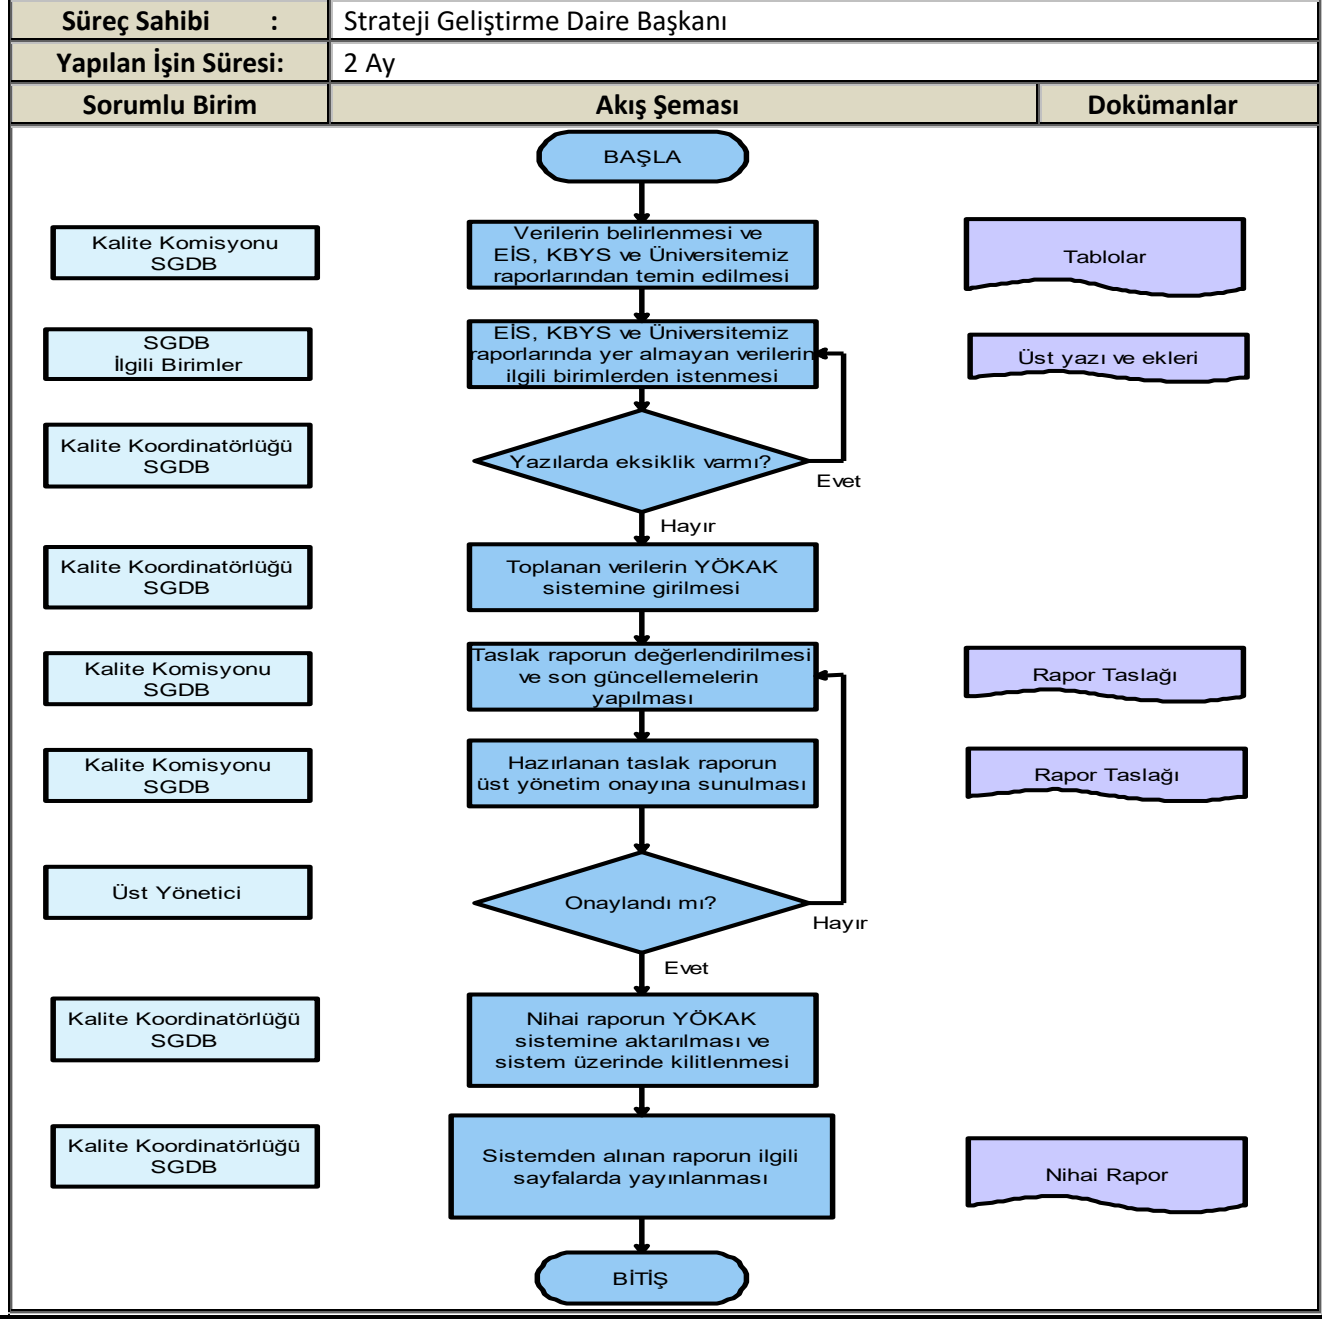 Süreç Sahibi :
Strateji Geliştirme Daire Başkanı
Yapılan İşin Süresi:
2 Ay
Sorumlu Birim
Akış Şeması
Dokümanlar
BAŞLA
Kalite Komisyonu
SGDB
Verilerin belirlenmesi ve
EİS, KBYS ve Üniversitemiz
raporlarından temin edilmesi
Tablolar
SGDB
İlgili Birimler
EİS, KBYS ve Üniversitemiz
raporlarında yer almayan verilerin
ilgili birimlerden istenmesi
Üst yazı ve ekleri
Kalite Koordinatörlüğü
SGDB
Yazılarda eksiklik varmı?
Evet
Hayır
Kalite Koordinatörlüğü
SGDB
Toplanan verilerin YÖKAK
sistemine girilmesi
Kalite Komisyonu
SGDB
Taslak raporun değerlendirilmesi
ve son güncellemelerin
yapılması
Rapor Taslağı
Kalite Komisyonu
SGDB
Hazırlanan taslak raporun
üst yönetim onayına sunulması
Rapor Taslağı
Üst Yönetici
Onaylandı mı?
Hayır
Evet
Kalite Koordinatörlüğü
SGDB
Nihai raporun YÖKAK
sistemine aktarılması ve
sistem üzerinde kilitlenmesi
Kalite Koordinatörlüğü
SGDB
Sistemden alınan raporun ilgili
sayfalarda yayınlanması
Nihai Rapor
BİTİŞ